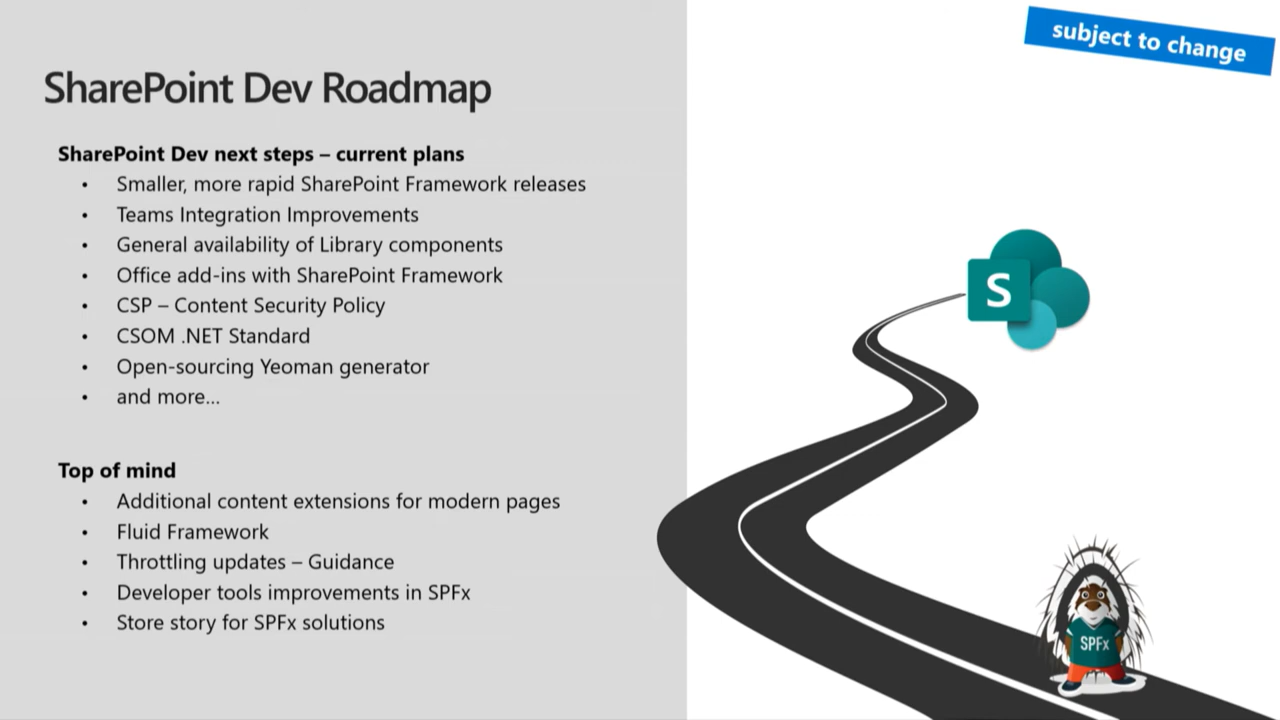 subject to change
SharePoint Dev Roadmap
SharePoint Dev next steps – current plans
• Smaller, more rapid SharePoint Framework releases
• Teams Integration Improvements
• General availability of Library components
• Office add-ins with SharePoint Framework
• CSP – Content Security Policy
• CSOM .NET Standard
• Open-sourcing Yeoman generator
• and more...
Top of mind
• Additional content extensions for modern pages
• Fluid Framework
• Throttling updates – Guidance
• Developer tools improvements in SPFx
• Store story for SPFx solutions
S
SPFx